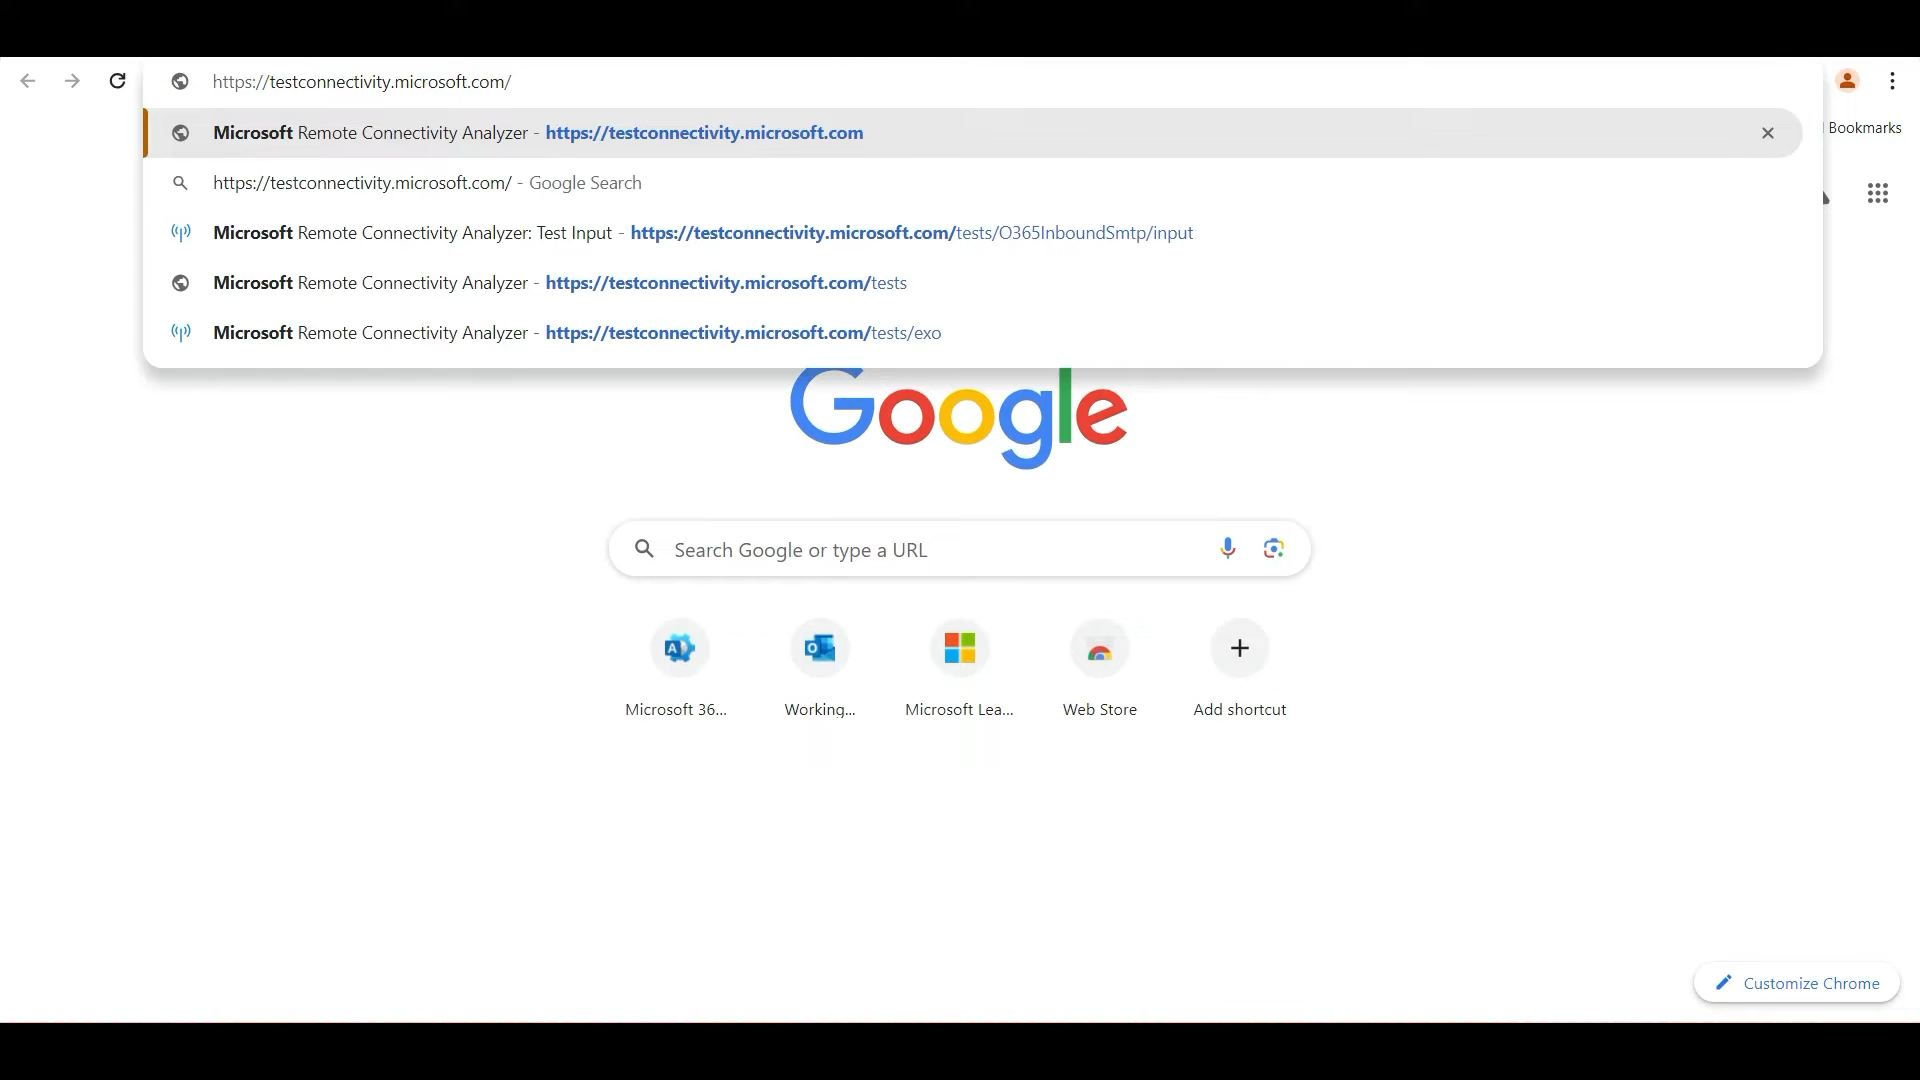 https://testconnectivity.microsoft.com/
Microsoft Remote Connectivity Analyzer - https://testconnectivity.microsoft.com
Bookmarks
https://testconnectivity.microsoft.com/ - Google Search
Microsoft Remote Connectivity Analyzer: Test Input - https://testconnectivity.microsoft.com/tests/O365InboundSmtp/input
Microsoft Remote Connectivity Analyzer - https://testconnectivity.microsoft.com/tests
Microsoft Remote Connectivity Analyzer - https://testconnectivity.microsoft.com/tests/exo
Google
Search Google or type a URL
Microsoft 36...
Working...
Microsoft Lea...
Web Store
Add shortcut
Customize Chrome